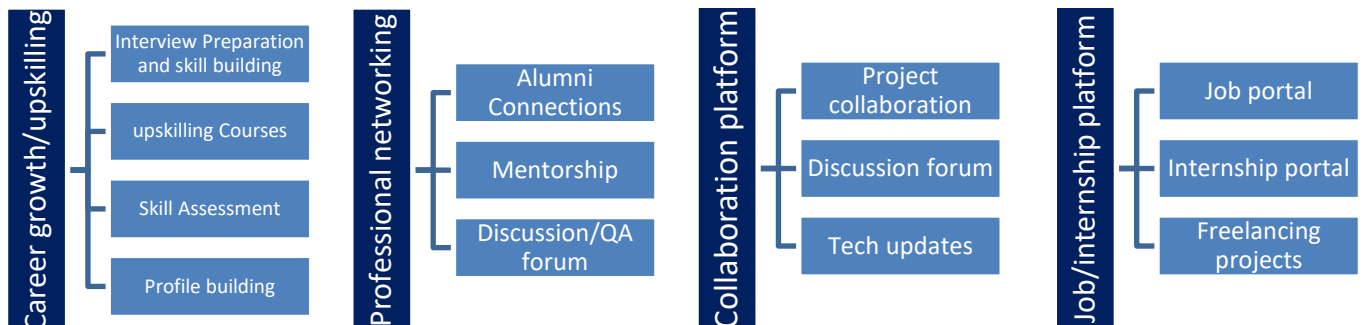 Career growth/upskilling
Interview Preparation
and skill building
upskilling Courses
Skill Assessment
Profile building
Professional networking
Alumni
Connections
Mentorship
Discussion/QA
forum
Collaboration platform
Project
collaboration
Discussion forum
Tech updates
Job/internship platform
Job portal
Internship portal
Freelancing
projects